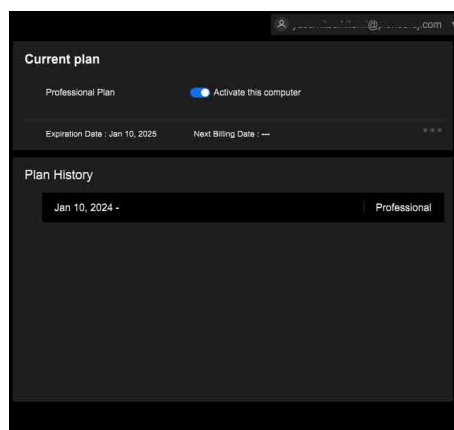 Current plan
Professional Plan
Activate this computer
Expiration Date : Jan 10, 2025
Next Billing Date : ---
Plan History
Jan 10, 2024 -
Professional